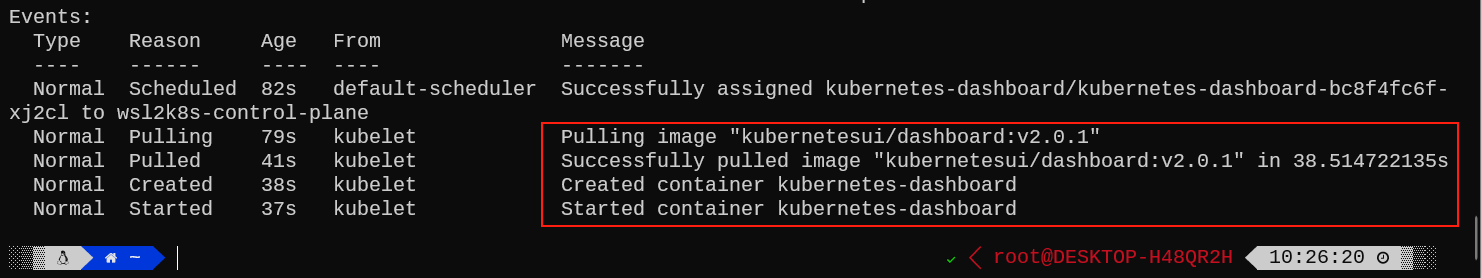 Events:
  Type    Reason     Age   From               Message
  ----    ------     ----  ----               -------
  Normal  Scheduled  82s   default-scheduler  Successfully assigned kubernetes-dashboard/kubernetes-dashboard-bc8f4fc6f-
xj2cl to wsl2k8s-control-plane
  Normal  Pulling    79s   kubelet            Pulling image "kubernetesui/dashboard:v2.0.1"
  Normal  Pulled     41s   kubelet            Successfully pulled image "kubernetesui/dashboard:v2.0.1" in 38.514722135s
  Normal  Created    38s   kubelet            Created container kubernetes-dashboard
  Normal  Started    37s   kubelet            Started container kubernetes-dashboard
~ ✓ root@DESKTOP-H48QR2H 10:26:20